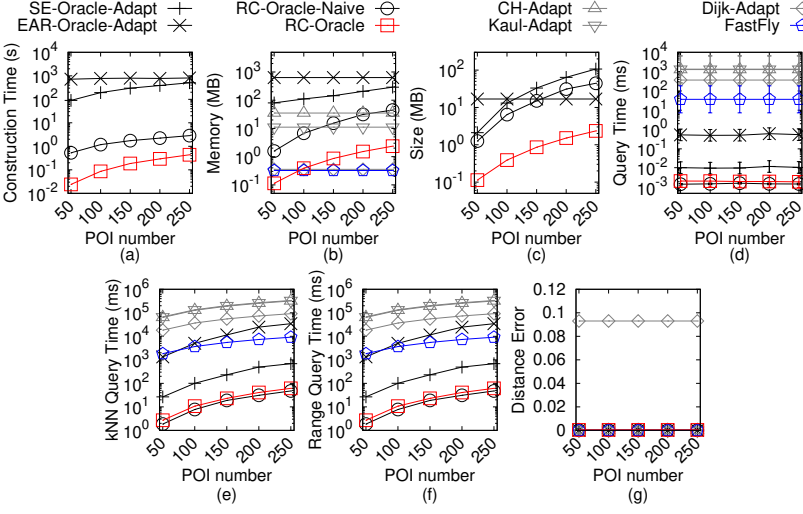 SE-Oracle-Adapt
RC-Oracle-Naive
CH-Adapt
Dijk-Adapt
EAR-Oracle-Adapt
RC-Oracle
Kaul-Adapt
FastFly
Construction Time (s)
10^3
10^2
10^1
10^0
10^-1
10^-2
50
100
150
200
250
POI number
(a)
Memory (MB)
10^3
10^2
10^1
10^0
10^-1
50
100
150
200
250
POI number
(b)
Size (MB)
10^2
10^1
10^0
10^-1
50
100
150
200
250
POI number
(c)
Query Time (ms)
10^3
10^2
10^1
10^0
10^-1
10^-2
10^-3
50
100
150
200
250
POI number
(d)
kNN Query Time (ms)
10^6
10^5
10^4
10^3
10^2
10^1
10^0
50
100
150
200
250
POI number
(e)
Range Query Time (ms)
10^6
10^5
10^4
10^3
10^2
10^1
10^0
50
100
150
200
250
POI number
(f)
Distance Error
0.12
0.1
0.08
0.06
0.04
0.02
0
50
100
150
200
250
POI number
(g)